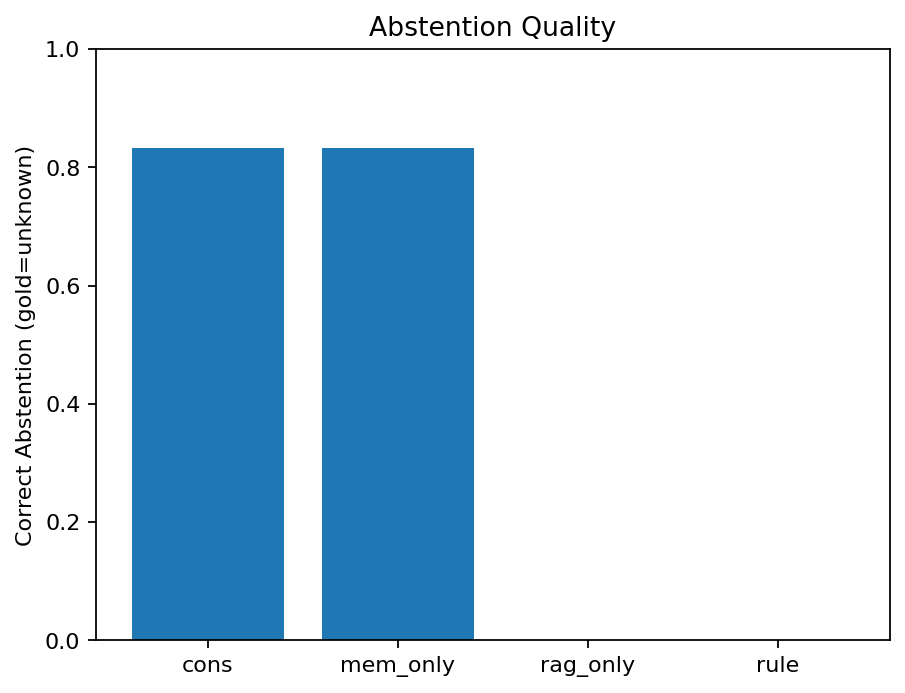 Abstention Quality
Correct Abstention (gold=unknown)
1.0
0.8
0.6
0.4
0.2
0.0
cons
mem_only
rag_only
rule